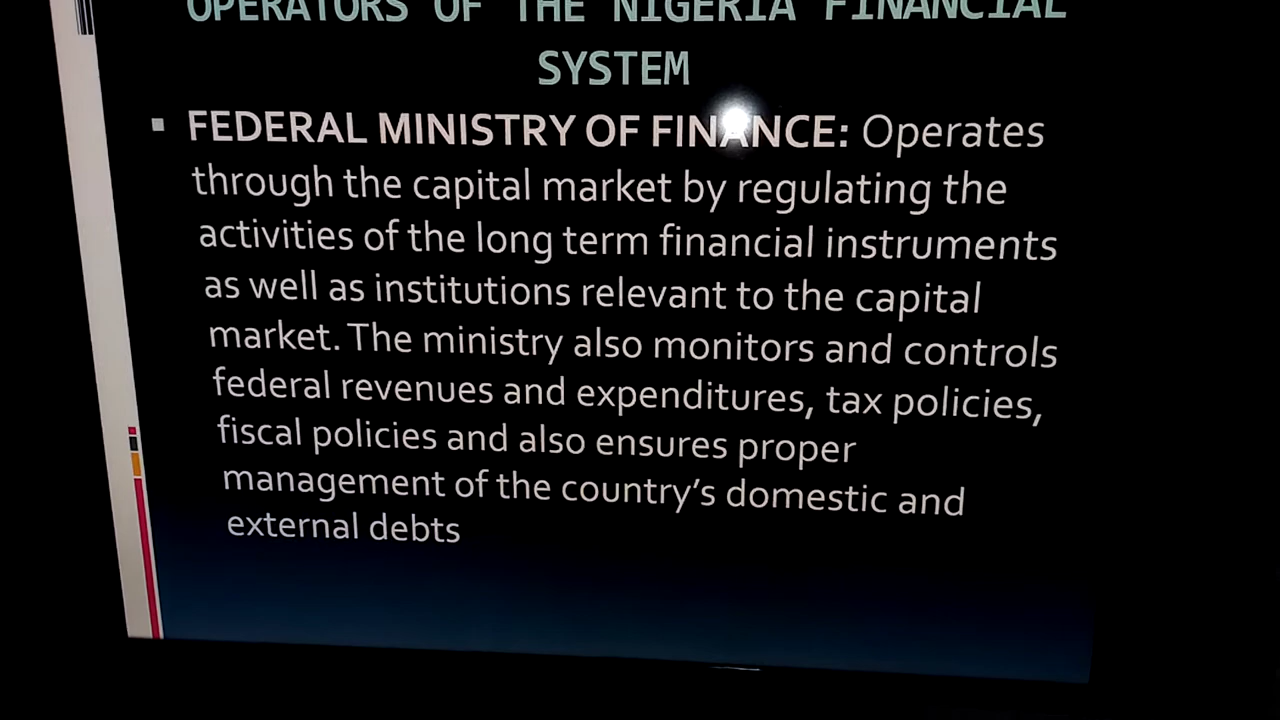 OPERATORS OF THE NIGERIA FINANCIAL
SYSTEM
▪ FEDERAL MINISTRY OF FINANCE: Operates
through the capital market by regulating the
activities of the long term financial instruments
as well as institutions relevant to the capital
market. The ministry also monitors and controls
federal revenues and expenditures, tax policies,
fiscal policies and also ensures proper
management of the country’s domestic and
external debts